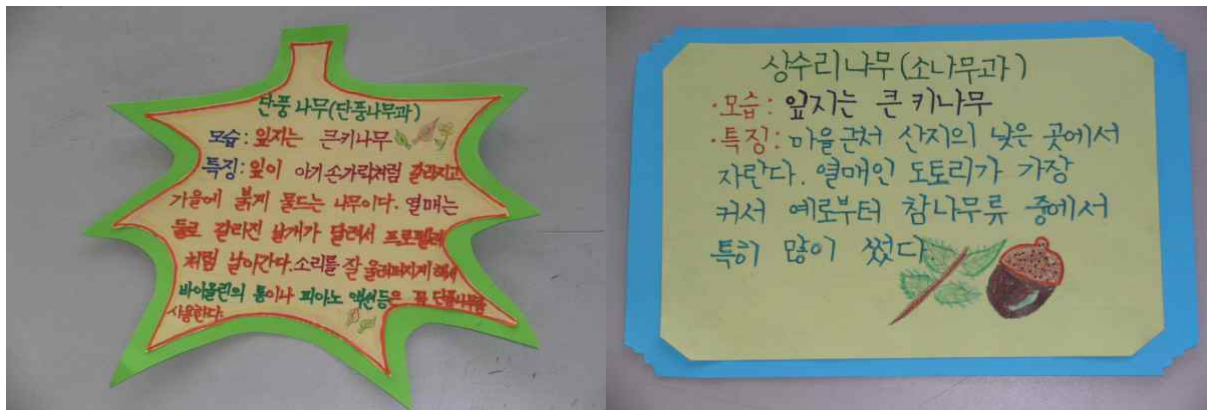 단풍 나무(단풍나무과)
모습: 잎지는 큰키나무
특징: 잎이 아기 손가락처럼 갈라지고
가을에 붉게 물드는 나무이다. 열매는
둘로 갈라진 날개가 달려서 프로펠러
처럼 날아간다. 소리를 잘 울려퍼지게 해서
바이올린의 통이나 피아노 액션등은 꼭 단풍나무를
사용한다.
상수리나무(소나무과)
·모습: 잎지는 큰 키나무
·특징: 마을근처 산지의 낮은 곳에서
자란다. 열매인 도토리가 가장
커서 예로부터 참나무류 중에서
특히 많이 썼다